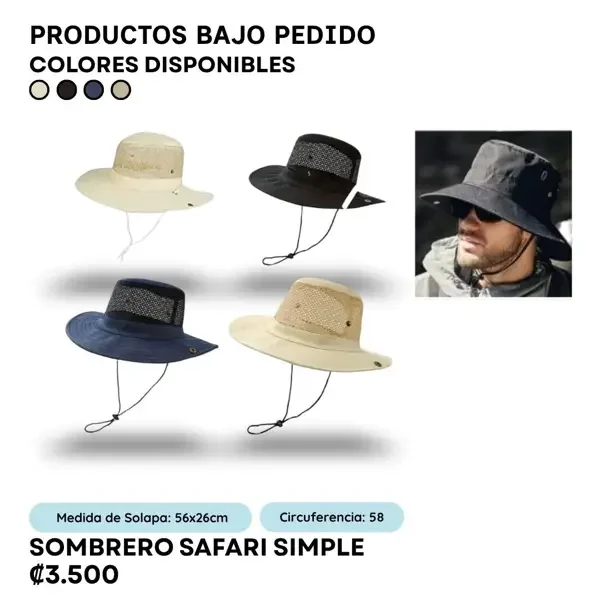 PRODUCTOS BAJO PEDIDO
COLORES DISPONIBLES
Medida de Solapa: 56x26cm
Circuferencia: 58
SOMBRERO SAFARI SIMPLE
₡3.500